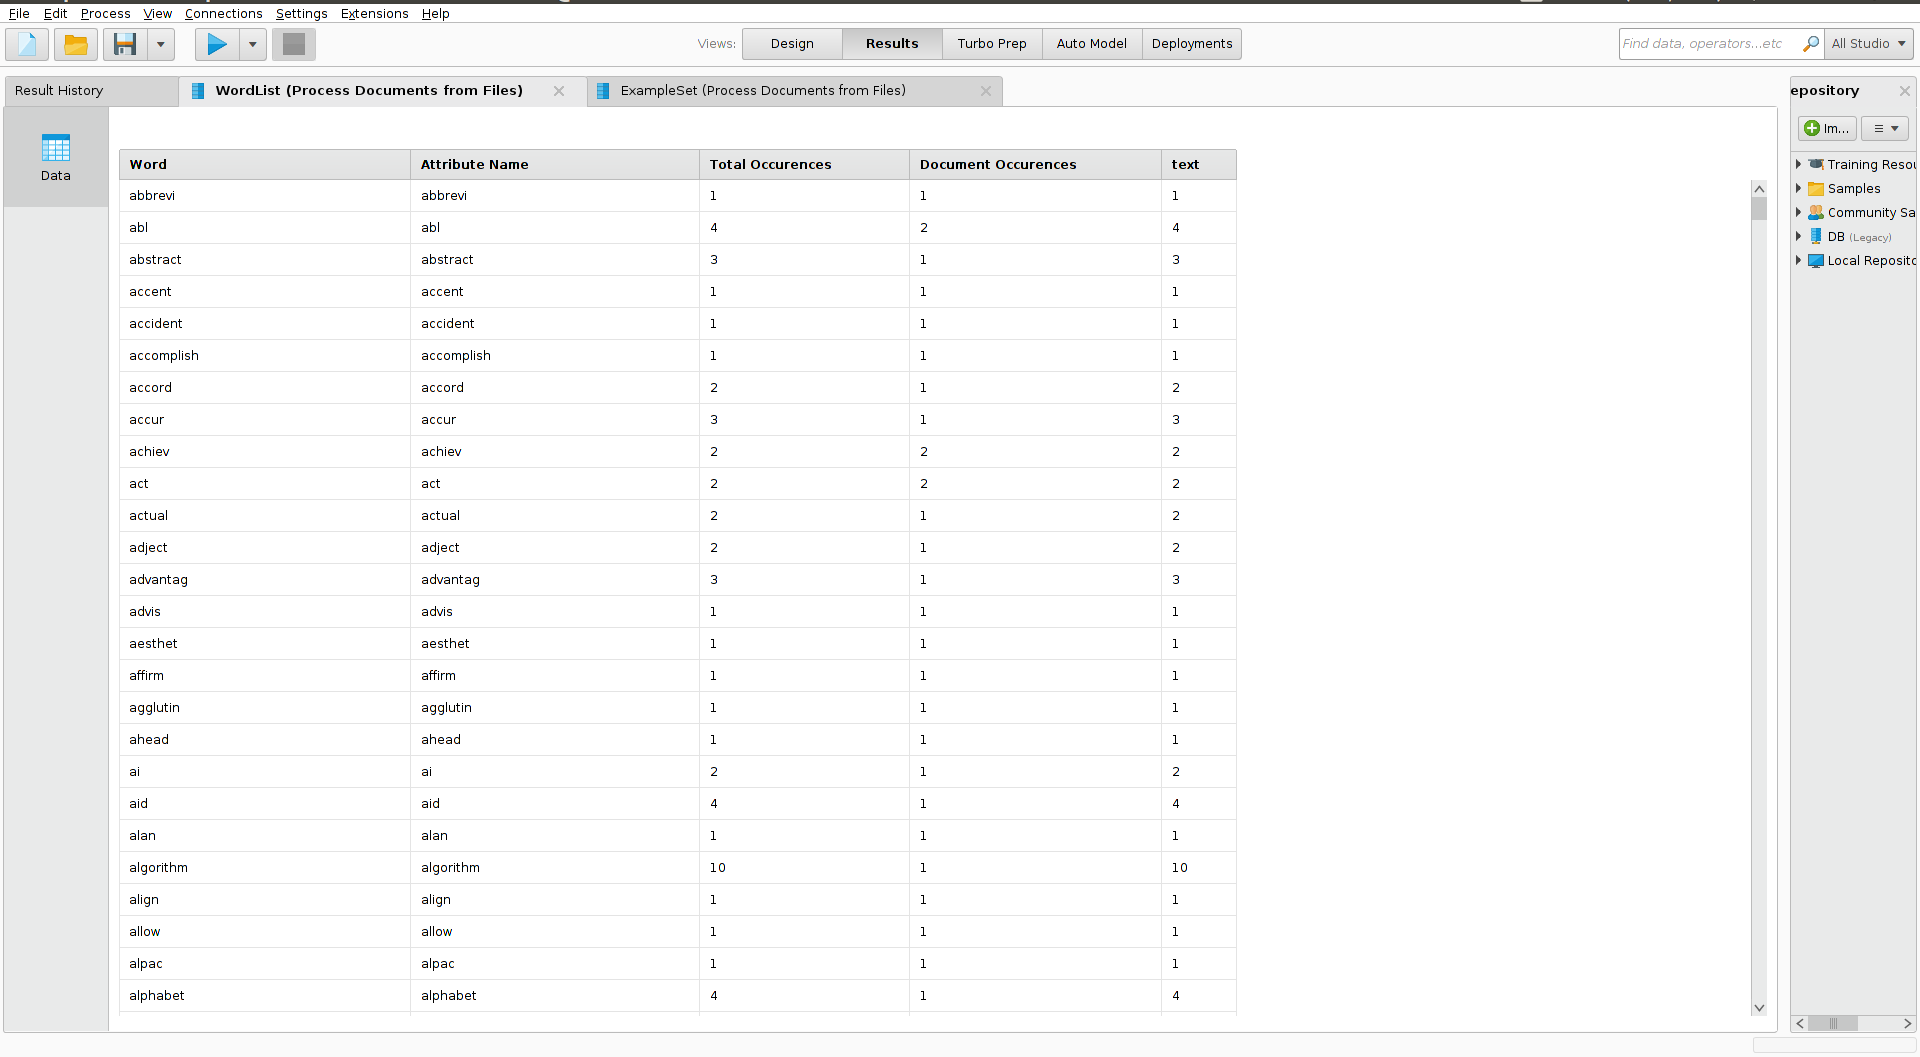 File Edit Process View Connections Settings Extensions Help
Views: Design Results Turbo Prep Auto Model Deployments Find data, operators...etc All Studio
Result History WordList (Process Documents from Files) ExampleSet (Process Documents from Files) epository
Im...
Data
Word Attribute Name Total Occurences Document Occurences text
abbrevi abbrevi 1 1 1
abl abl 4 2 4
abstract abstract 3 1 3
accent accent 1 1 1
accident accident 1 1 1
accomplish accomplish 1 1 1
accord accord 2 1 2
accur accur 3 1 3
achiev achiev 2 2 2
act act 2 2 2
actual actual 2 1 2
adject adject 2 1 2
advantag advantag 3 1 3
advis advis 1 1 1
aesthet aesthet 1 1 1
affirm affirm 1 1 1
agglutin agglutin 1 1 1
ahead ahead 1 1 1
ai ai 2 1 2
aid aid 4 1 4
alan alan 1 1 1
algorithm algorithm 10 1 10
align align 1 1 1
allow allow 1 1 1
alpac alpac 1 1 1
alphabet alphabet 4 1 4
Training Resou
Samples
Community Sa
DB (Legacy)
Local Reposito